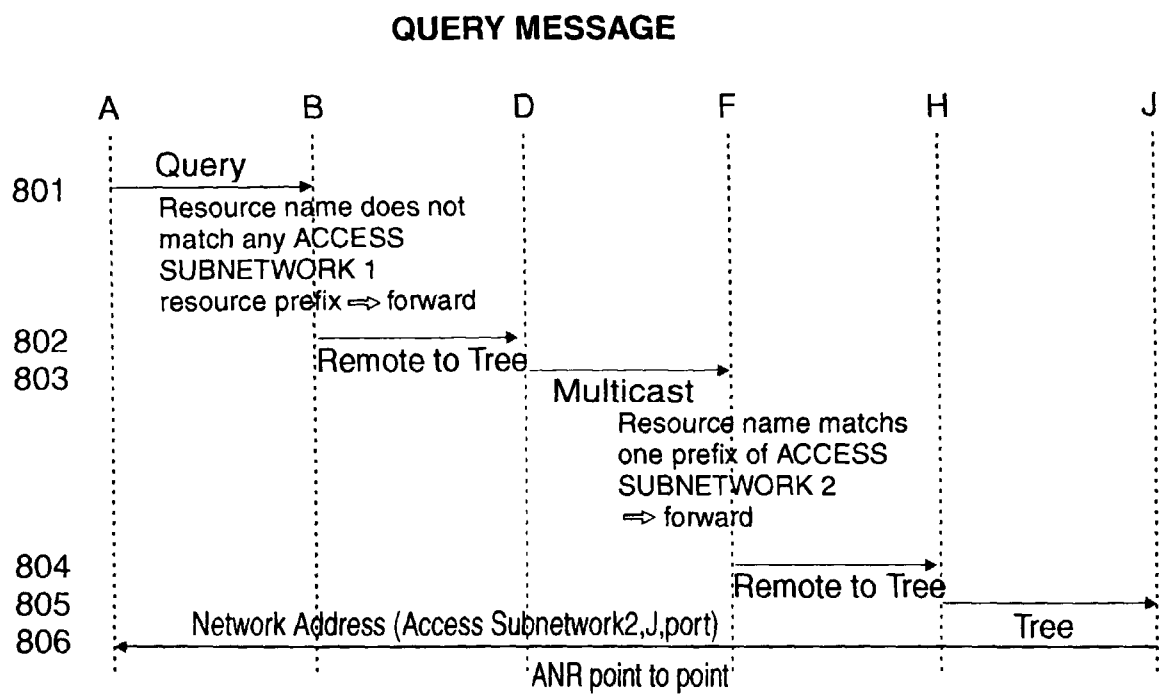 QUERY MESSAGE
A B D F H J
Query
801
Resource name does not
match any ACCESS
SUBNETWORK 1
resource prefix ⇒ forward
802
Remote to Tree
803
Multicast
Resource name matchs
one prefix of ACCESS
SUBNETWORK 2
⇒ forward
804
Remote to Tree
805
Tree
Network Address (Access Subnetwork2,J,port)
806
ANR point to point